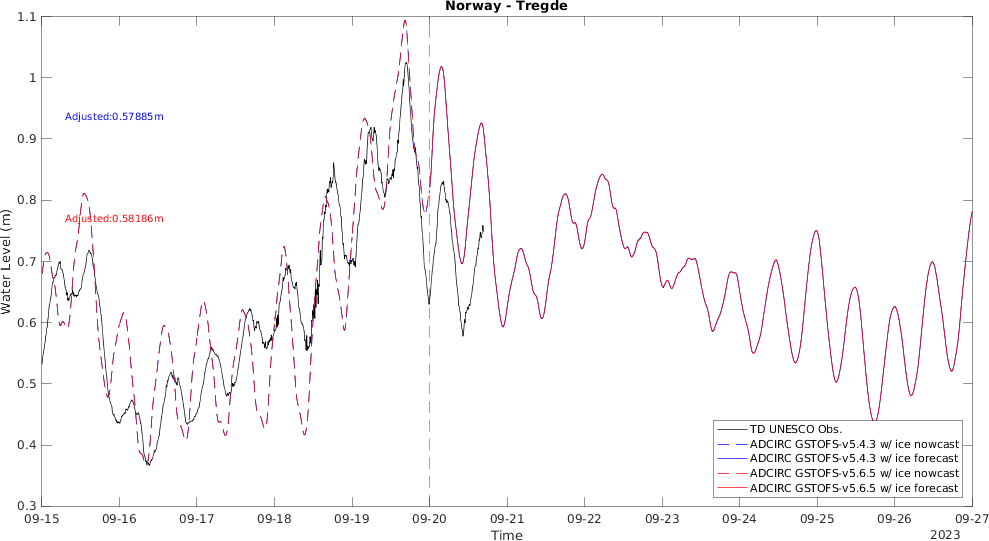 Norway - Tregde
1.1
1
0.9
0.8
0.7
0.6
0.5
0.4
0.3
Water Level (m)
Adjusted:0.57885m
Adjusted:0.58186m
TD UNESCO Obs.
ADCIRC GSTOFS-v5.4.3 w/ ice nowcast
ADCIRC GSTOFS-v5.4.3 w/ ice forecast
ADCIRC GSTOFS-v5.6.5 w/ ice nowcast
ADCIRC GSTOFS-v5.6.5 w/ ice forecast
09-15 09-16 09-17 09-18 09-19 09-20 09-21 09-22 09-23 09-24 09-25 09-26 09-27
Time
2023